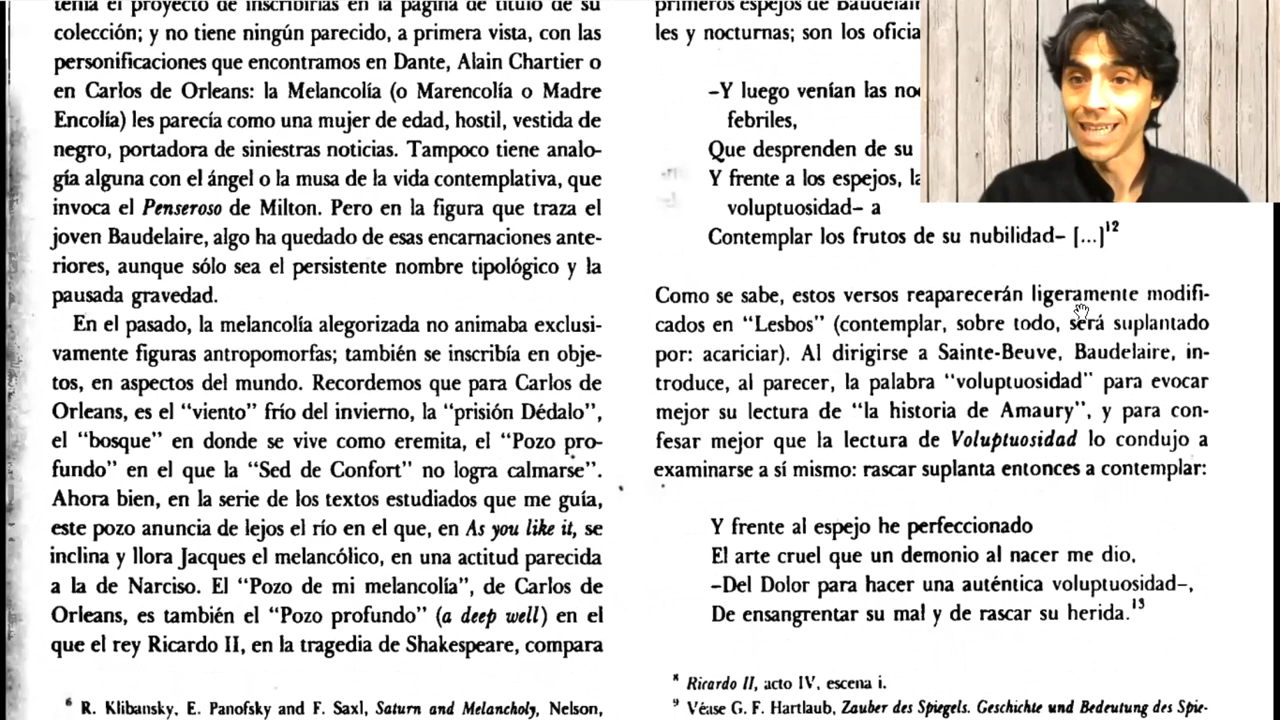 tenía el proyecto de inscribirlas en la página de título de su
colección; y no tiene ningún parecido, a primera vista, con las
personificaciones que encontramos en Dante, Alain Chartier o
en Carlos de Orleans: la Melancolía (o Marencolía o Madre
Encolía) les parecía como una mujer de edad, hostil, vestida de
negro, portadora de siniestras noticias. Tampoco tiene analo-
gía alguna con el ángel o la musa de la vida contemplativa, que
invoca el Penseroso de Milton. Pero en la figura que traza el
joven Baudelaire, algo ha quedado de esas encarnaciones ante-
riores, aunque sólo sea el persistente nombre tipológico y la
pausada gravedad.
En el pasado, la melancolía alegorizada no animaba exclusi-
vamente figuras antropomorfas; también se inscribía en obje-
tos, en aspectos del mundo. Recordemos que para Carlos de
Orleans, es el “viento” frío del invierno, la “prisión Dédalo”,
el “bosque” en donde se vive como eremita, el “Pozo pro-
fundo” en el que la “Sed de Confort” no logra calmarse”.
Ahora bien, en la serie de los textos estudiados que me guía,
este pozo anuncia de lejos el río en el que, en As you like it, se
inclina y llora Jacques el melancólico, en una actitud parecida
a la de Narciso. El “Pozo de mi melancolía”, de Carlos de
Orleans, es también el “Pozo profundo” (a deep well) en el
que el rey Ricardo II, en la tragedia de Shakespeare, compara
6 R. Klibansky, E. Panofsky and F. Saxl, Saturn and Melancholy, Nelson,
primeros espejos de Baudelair
les y nocturnas; son los oficia
–Y luego venían las no
febriles,
Que desprenden de su
Y frente a los espejos, la
voluptuosidad– a
Contemplar los frutos de su nubilidad– [...]12
Como se sabe, estos versos reaparecerán ligeramente modifi-
cados en “Lesbos” (contemplar, sobre todo, será suplantado
por: acariciar). Al dirigirse a Sainte-Beuve, Baudelaire, in-
troduce, al parecer, la palabra “voluptuosidad” para evocar
mejor su lectura de “la historia de Amaury”, y para con-
fesar mejor que la lectura de Voluptuosidad lo condujo a
examinarse a sí mismo: rascar suplanta entonces a contemplar:
Y frente al espejo he perfeccionado
El arte cruel que un demonio al nacer me dio,
–Del Dolor para hacer una auténtica voluptuosidad–,
De ensangrentar su mal y de rascar su herida.13
8 Ricardo II, acto IV, escena i.
9 Véase G. F. Hartlaub, Zauber des Spiegels. Geschichte und Bedeutung des Spie-